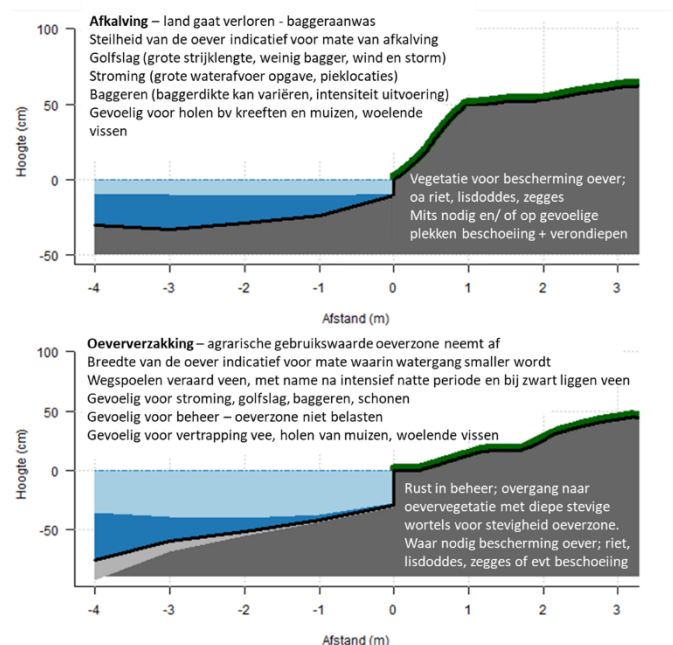 Afkalving – land gaat verloren - baggeraanwas
Steilheid van de oever indicatief voor mate van afkalving
Golfslag (grote strijklengte, weinig bagger, wind en storm)
Stroming (grote waterafvoer opgave, pieklocaties)
Baggeren (baggerdikte kan variëren, intensiteit uitvoering)
Gevoelig voor holen bv kreeften en muizen, woelende
vissen
100
50
0
-50
Hoogte (cm)
Vegetatie voor bescherming oever;
oa riet, lisdoddes, zegges
Mits nodig en/ of op gevoelige
plekken beschoeiing + verondiepen
-4 -3 -2 -1 0 1 2 3
Afstand (m)
Oeververzakking – agrarische gebruikswaarde oeverzone neemt af
Breedte van de oever indicatief voor mate waarin watergang smaller wordt
Wegspoelen veraard veen, met name na intensief natte periode en bij zwart liggen veen
Gevoelig voor stroming, golfslag, baggeren, schonen
Gevoelig voor beheer – oeverzone niet belasten
Gevoelig voor vertrapping vee, holen van muizen, woelende vissen
100
50
0
-50
Hoogte (cm)
Rust in beheer; overgang naar
oevervegetatie met diepe stevige
wortels voor stevigheid oeverzone.
Waar nodig bescherming oever; riet,
lisdoddes, zegges of evt beschoeiing
-4 -3 -2 -1 0 1 2 3
Afstand (m)